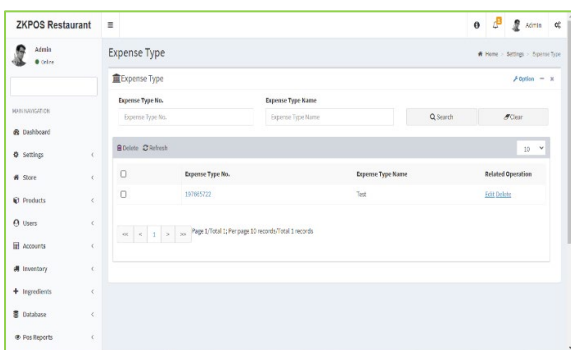 ZKPOS Restaurant
Admin
Admin
Online
Expense Type
Home - Settings - Expense Type
MAIN NAVIGATION
Dashboard
Settings
Store
Products
Users
Accounts
Inventory
Ingredients
Database
Pos Reports
Expense Type
Option
Expense Type No.
Expense Type Name
Expense Type No.
Expense Type Name
Search
Clear
Delete Refresh
10
Expense Type No. Expense Type Name Related Operation
Test Edit Delete
<< < 1 > >> Page 1/Total 1; Per page 10 records/Total 1 records